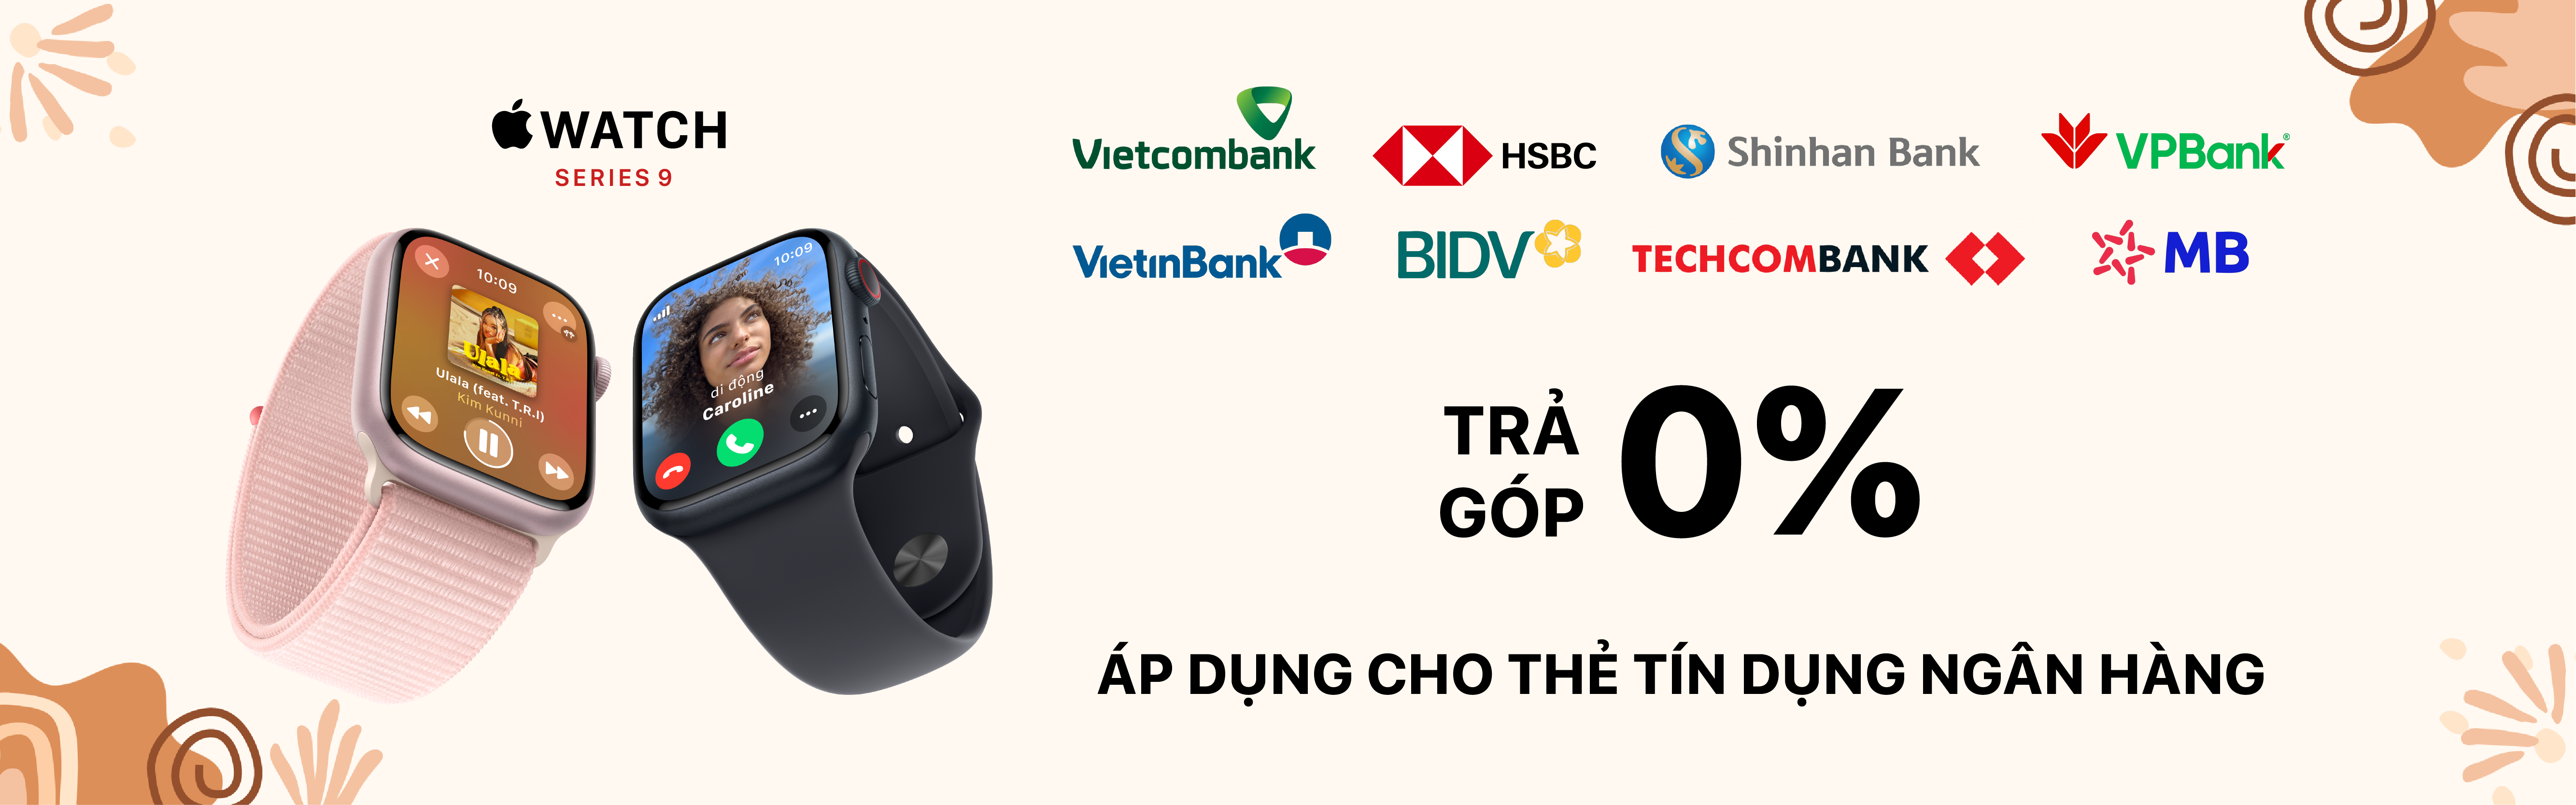 WATCH
SERIES 9
10:09
Ulala
Ulala (feat. T.R.I)
Kim Kunni
10:09
di động
Caroline
Vietcombank
HSBC
Shinhan Bank
VPBank®
VietinBank
BIDV
TECHCOMBANK
MB
TRẢ
GÓP
0%
ÁP DỤNG CHO THẺ TÍN DỤNG NGÂN HÀNG